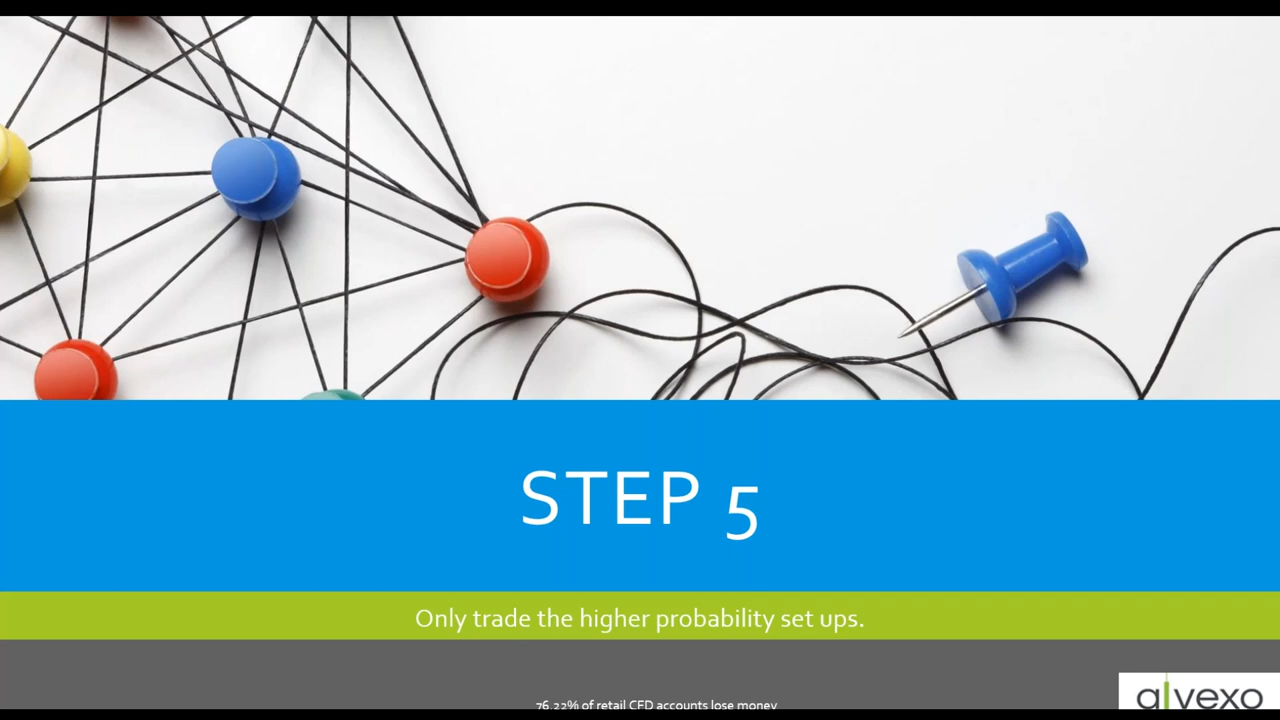 STEP 5
Only trade the higher probability set ups.
76.22% of retail CFD accounts lose money
alvexo